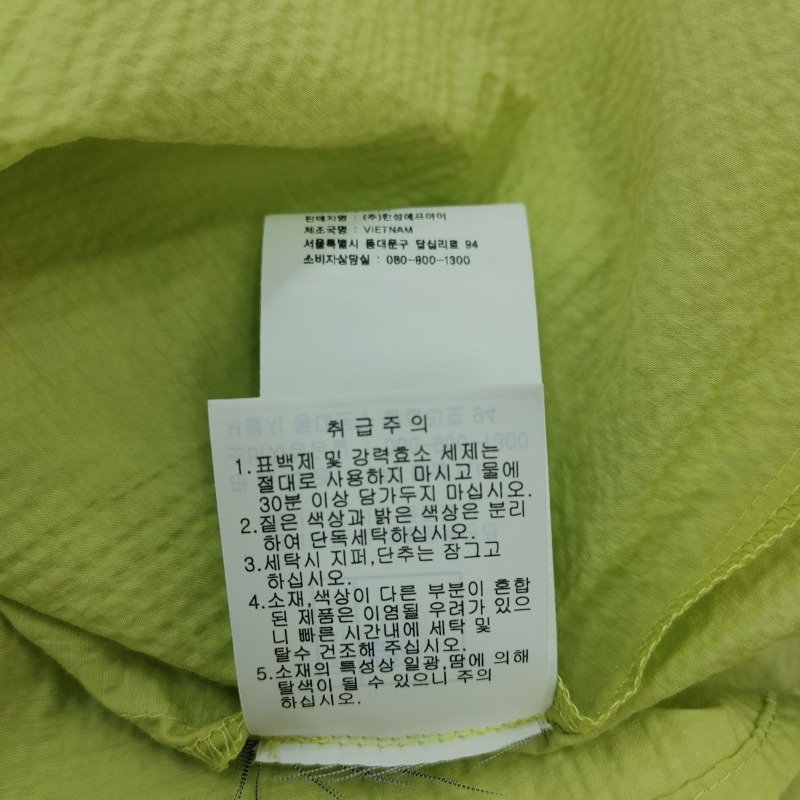 판매자명 : (주)한섬에프아이
제조국명 : VIETNAM
서울특별시 동대문구 답십리로 94
소비자상담실 : 080-800-1300
취급주의
1.표백제 및 강력효소 세제는
절대로 사용하지 마시고 물에
30분 이상 당가두지 마십시오.
2.짙은 색상과 밝은 색상은 분리
하여 단독세탁하십시오.
3.세탁시 지퍼,단추는 잠그고
하십시오.
4.소재,색상이 다른 부분이 혼합
된 제품은 이염될 우려가 있으
니 빠른 시간내에 세탁 및
탈수 건조해 주십시오.
5.소재의 특성상 일광,땀에 의해
탈색이 될 수 있으니 주의
하십시오.